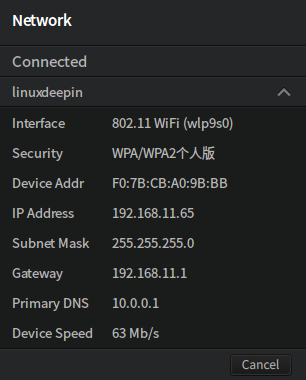 Network
Connected
linuxdeepin
Interface 802.11 WiFi (wlp9s0)
Security WPA/WPA2个人版
Device Addr F0:7B:CB:A0:9B:BB
IP Address 192.168.11.65
Subnet Mask 255.255.255.0
Gateway 192.168.11.1
Primary DNS 10.0.0.1
Device Speed 63 Mb/s
Cancel